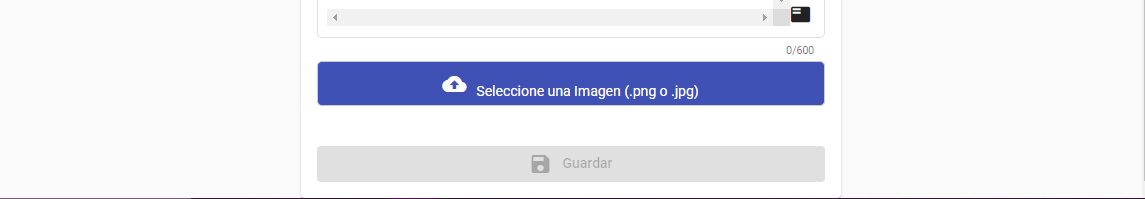 0/600
Seleccione una Imagen (.png o .jpg)
Guardar